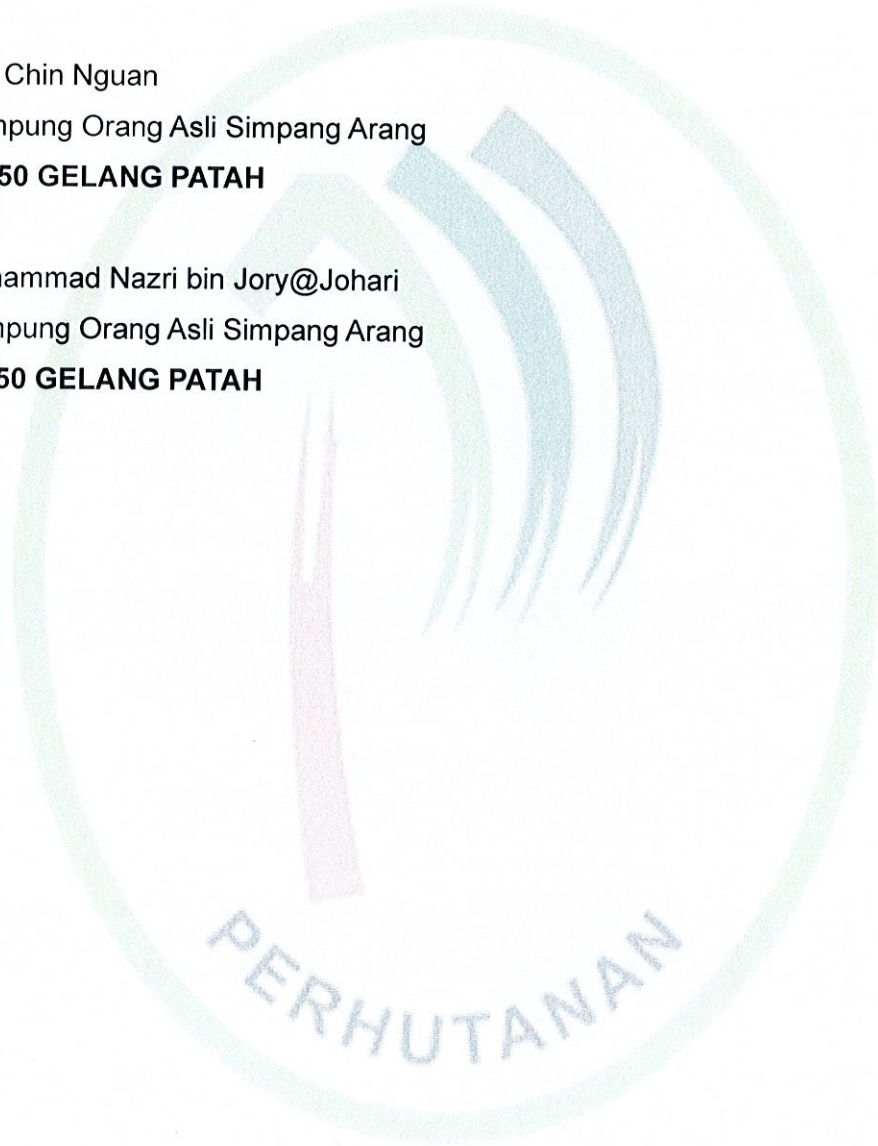 Chin Nguan
mpung Orang Asli Simpang Arang
50 GELANG PATAH
ammad Nazri bin Jory@Johari
mpung Orang Asli Simpang Arang
50 GELANG PATAH
PERHUTANAN